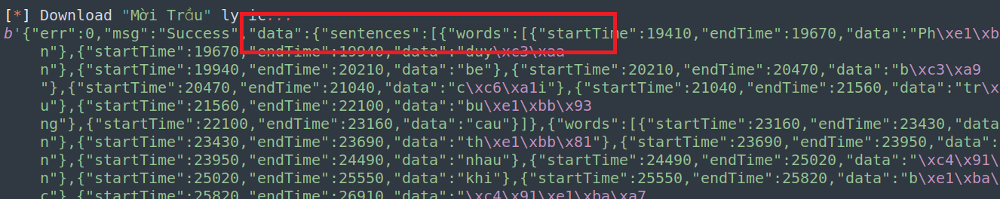 [*] Download "Mời Trầu" ly ic...
b'{"err":0,"msg":"Success","data":{"sentences":[{"words":[{"startTime":19410,"endTime":19670,"data":"Ph\xe1\xb
n"},{"startTime":19670,"endTime":19940,"data":"duy\xc3\xaa
n"},{"startTime":19940,"endTime":20210,"data":"be"},{"startTime":20210,"endTime":20470,"data":"b\xc3\xa9
"},{"startTime":20470,"endTime":21040,"data":"c\xc6\xa1i"},{"startTime":21040,"endTime":21560,"data":"tr\x
u"},{"startTime":21560,"endTime":22100,"data":"bu\xe1\xbb\x93
ng"},{"startTime":22100,"endTime":23160,"data":"cau"}]},{"words":[{"startTime":23160,"endTime":23430,"data
n"},{"startTime":23430,"endTime":23690,"data":"th\xe1\xbb\x81"},{"startTime":23690,"endTime":23950,"data":
n"},{"startTime":23950,"endTime":24490,"data":"nhau"},{"startTime":24490,"endTime":25020,"data":"\xc4\x91\
n"},{"startTime":25020,"endTime":25550,"data":"khi"},{"startTime":25550,"endTime":25820,"data":"b\xe1\xba\
c"},{"startTime":25820,"endTime":26910,"data":"\xc4\x91\xe1\xba\xa7